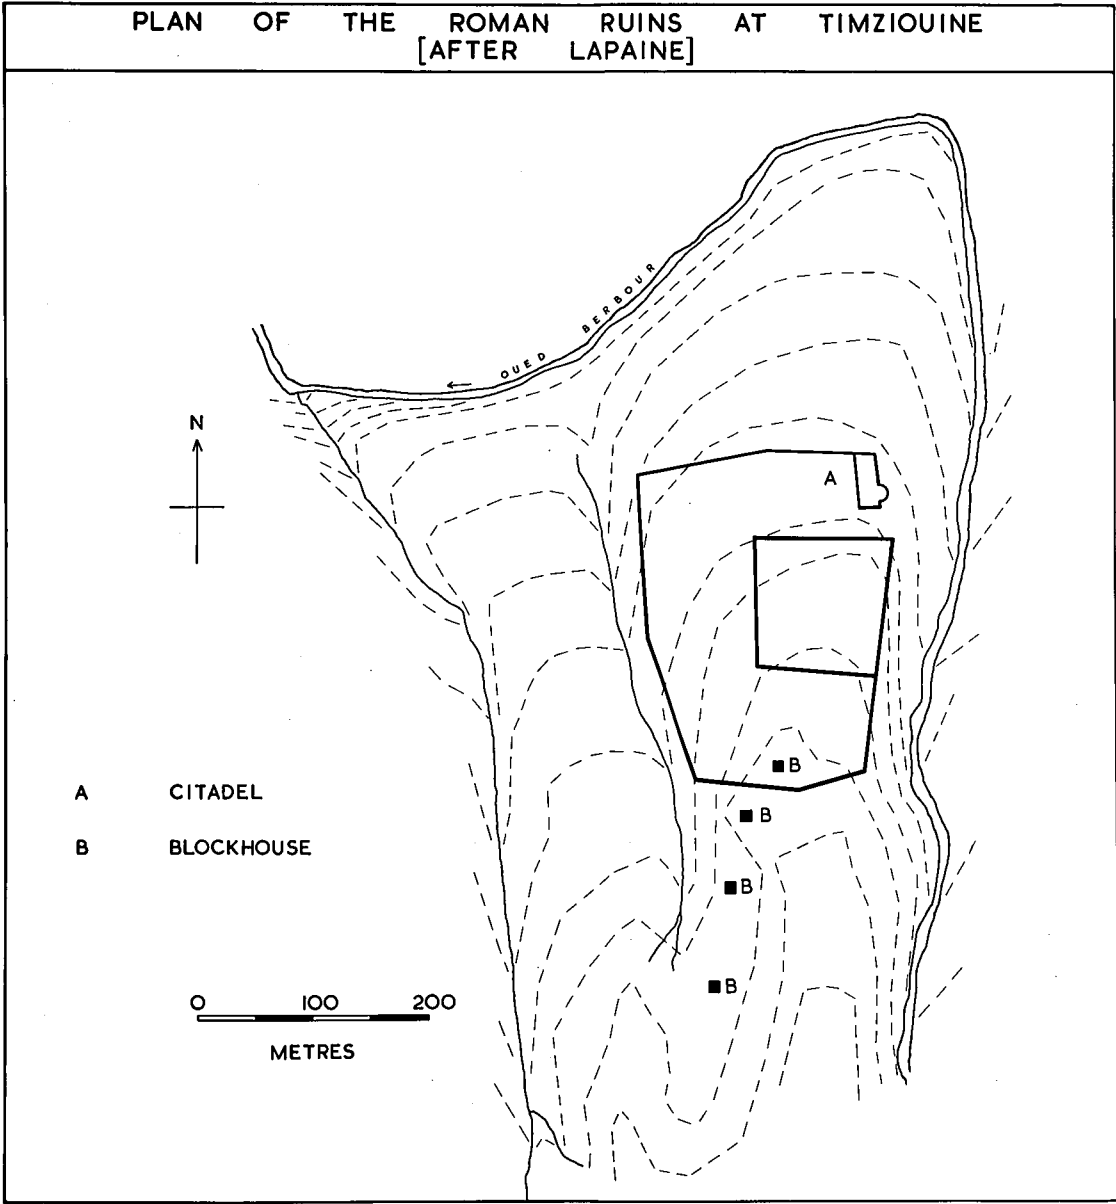 PLAN OF THE ROMAN RUINS AT TIMZIOUINE
[AFTER LAPAINE]
OUED BERBOUR
N
A
B
B
B
B
A CITADEL
B BLOCKHOUSE
0 100 200
METRES